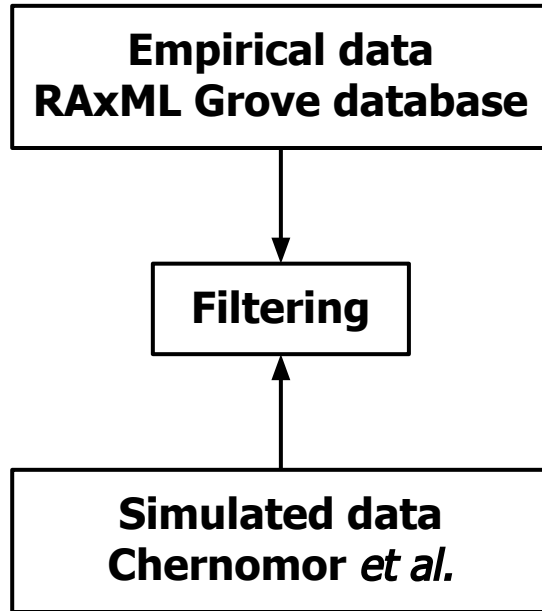 Empirical data
RAxML Grove database
Filtering
Simulated data
Chernomor et al.